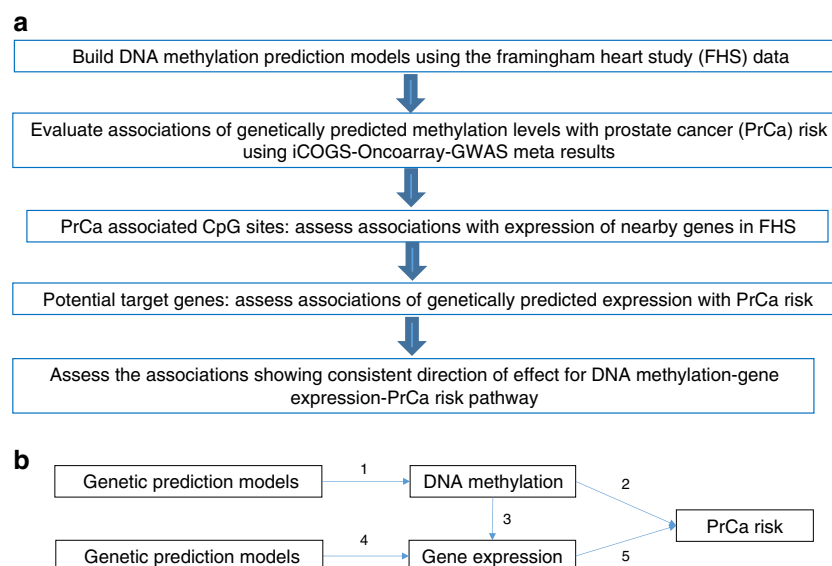 a
Build DNA methylation prediction models using the framingham heart study (FHS) data
Evaluate associations of genetically predicted methylation levels with prostate cancer (PrCa) risk
using iCOGS-Oncoarray-GWAS meta results
PrCa associated CpG sites: assess associations with expression of nearby genes in FHS
Potential target genes: assess associations of genetically predicted expression with PrCa risk
Assess the associations showing consistent direction of effect for DNA methylation-gene
expression-PrCa risk pathway
b
Genetic prediction models
1
DNA methylation
2
3
PrCa risk
Genetic prediction models
4
Gene expression
5